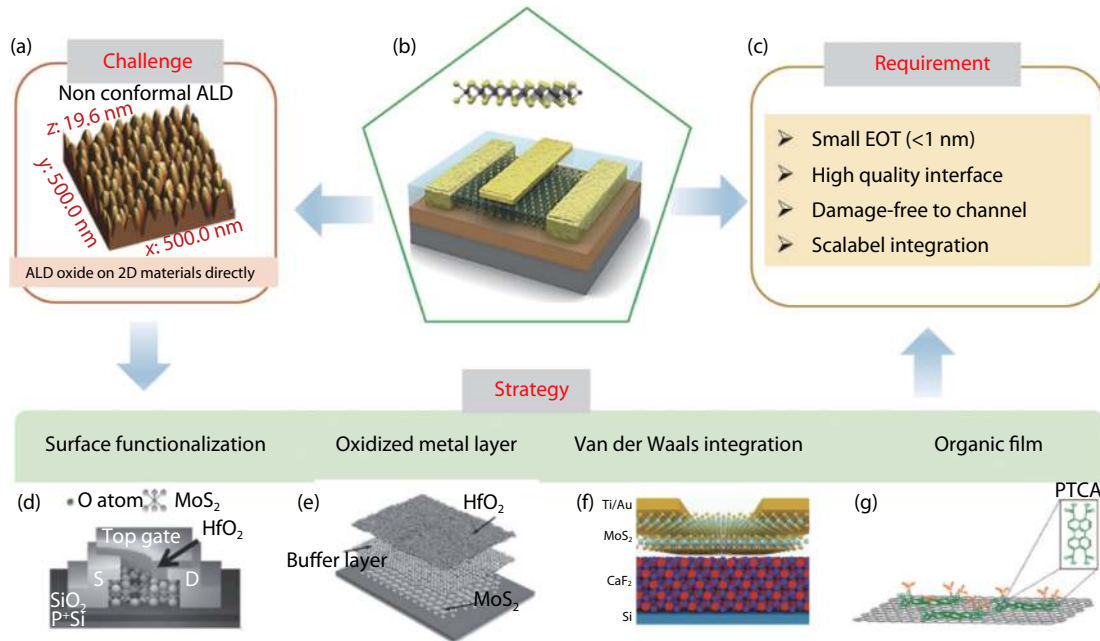 (a)
Challenge
Non conformal ALD
z: 19.6 nm
y: 500.0 nm
x: 500.0 nm
ALD oxide on 2D materials directly
(b)
(c)
Requirement
Small EOT (<1 nm)
High quality interface
Damage-free to channel
Scalabel integration
Strategy
Surface functionalization
Oxidized metal layer
Van der Waals integration
Organic film
(d)
O atom
MoS₂
HfO₂
Top gate
S
D
SiO₂
P⁺Si
(e)
HfO₂
Buffer layer
MoS₂
(f)
Ti/Au
MoS₂
CaF₂
Si
(g)
PTCA